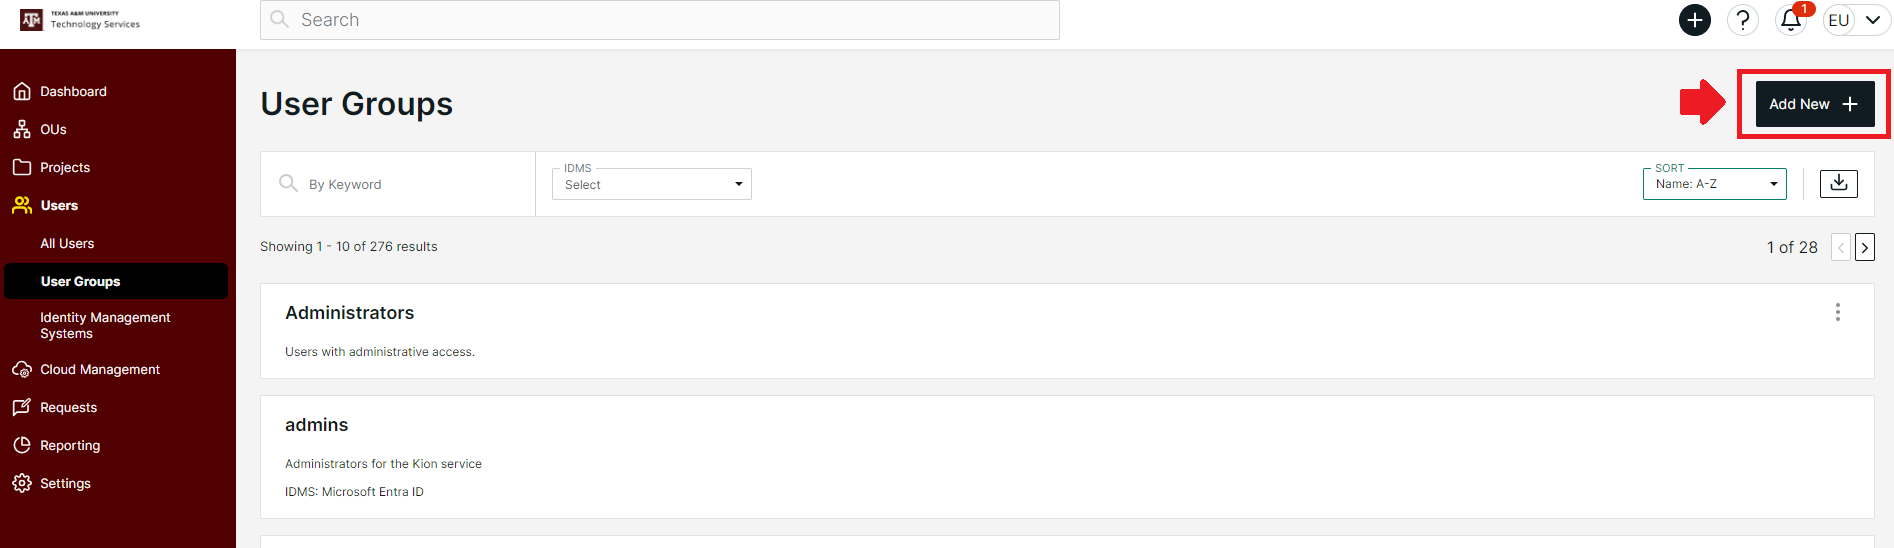 TEXAS A&M UNIVERSITY
Technology Services
Search
1
EU
Dashboard
OUs
Projects
Users
All Users
User Groups
Identity Management
Systems
Cloud Management
Requests
Reporting
Settings
User Groups
Add New
By Keyword
IDMS
Select
SORT
Name: A-Z
Showing 1 - 10 of 276 results
1 of 28
Administrators
Users with administrative access.
admins
Administrators for the Kion service
IDMS: Microsoft Entra ID